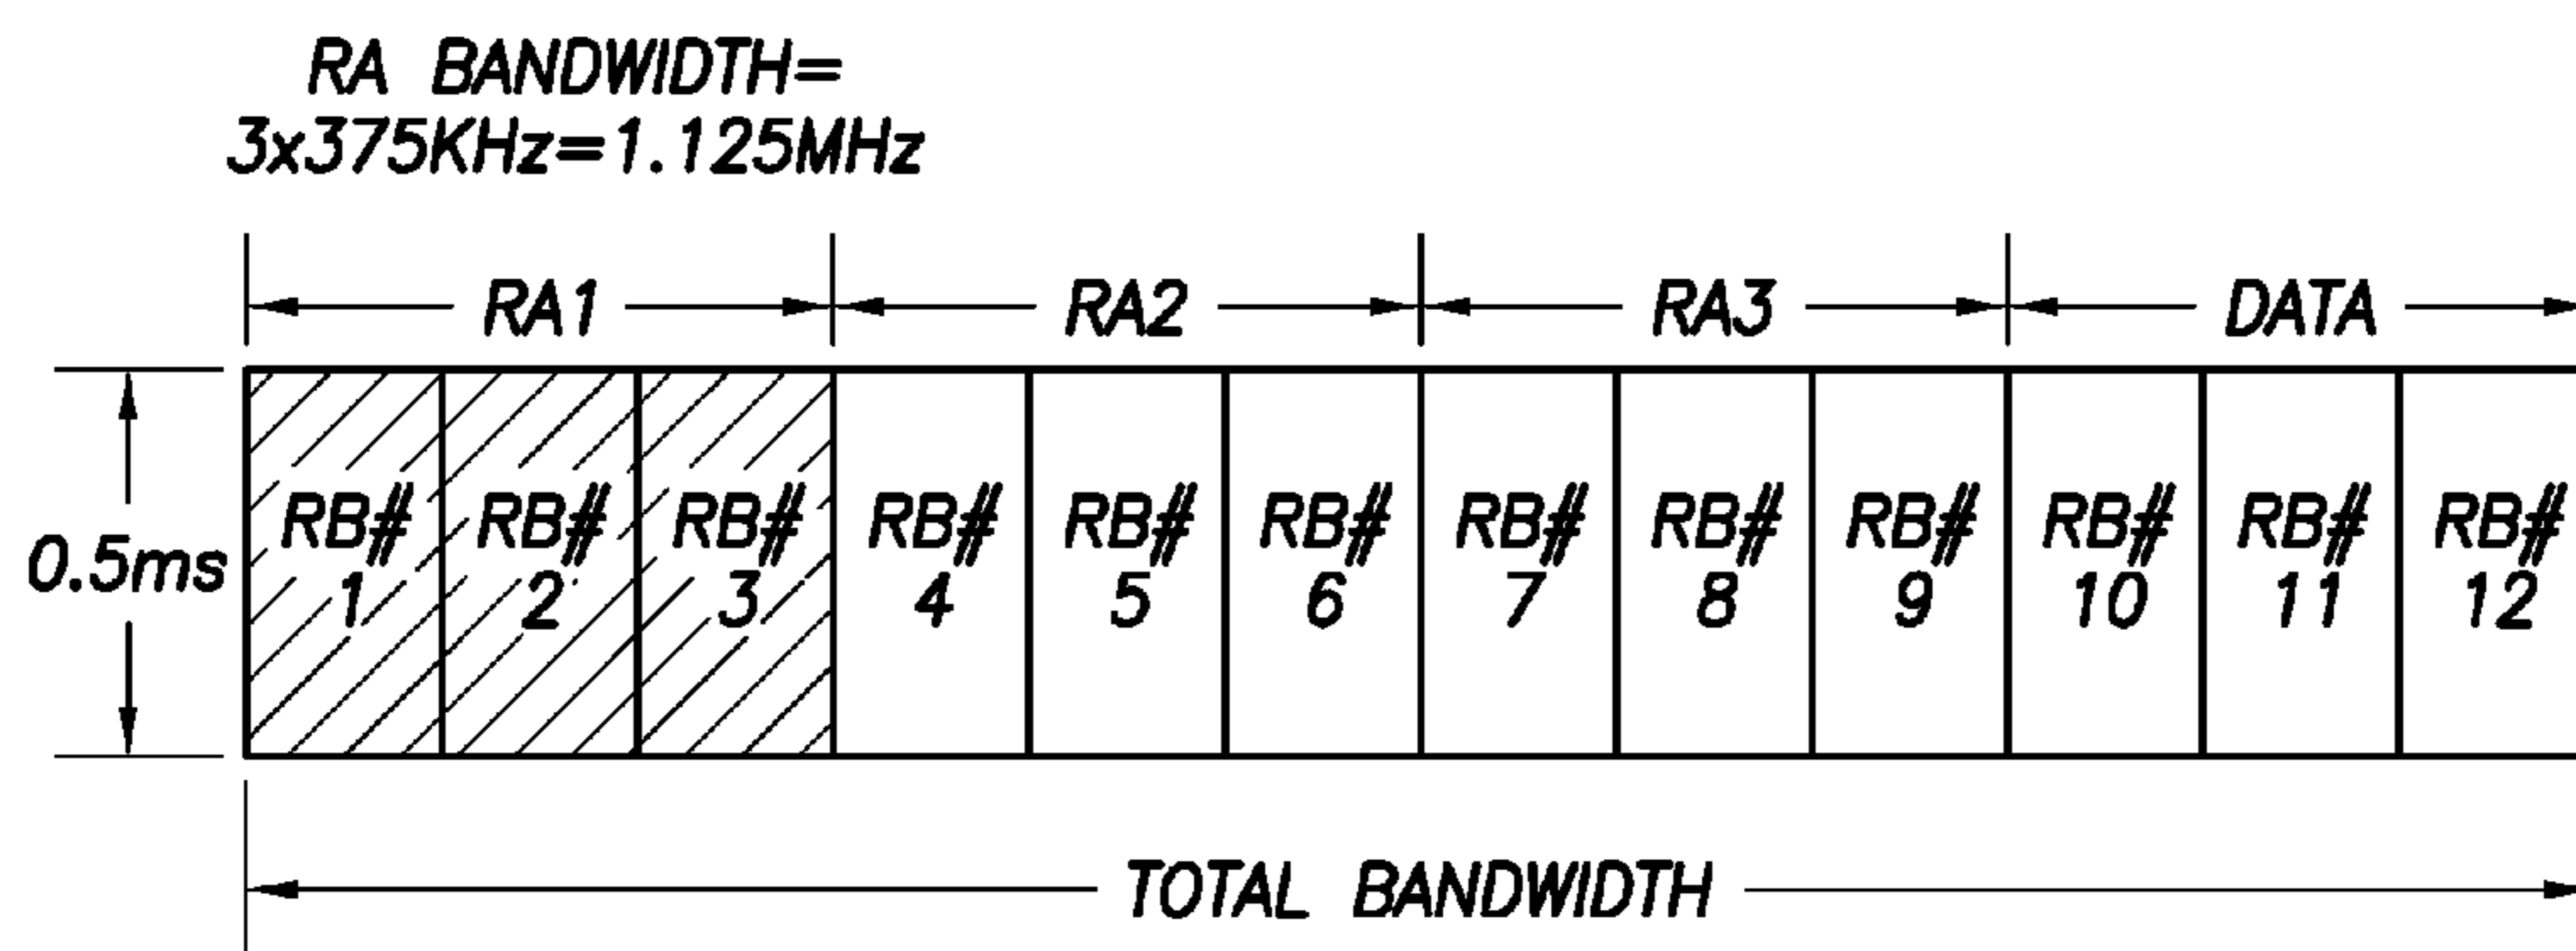 RA BANDWIDTH=
3x375KHz=1.125MHz
RA1 RA2 RA3 DATA
0.5ms
RB# RB# RB# RB# RB# RB# RB# RB# RB# RB# RB# RB#
1 2 3 4 5 6 7 8 9 10 11 12
TOTAL BANDWIDTH